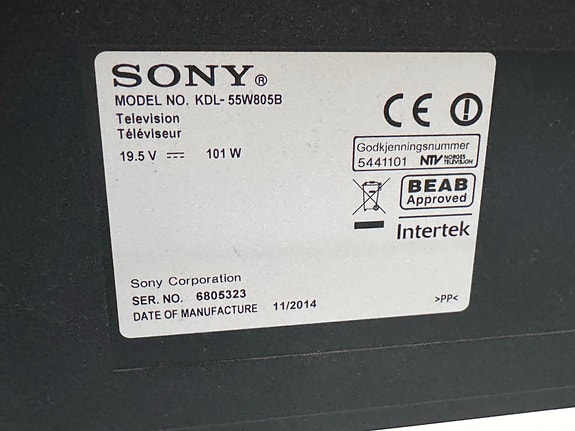 SONY®
MODEL NO. KDL- 55W805B
Television
Téléviseur
19.5 V ⎓ 101 W
CE
Godkjenningsnummer
5441101 NTV NORGES TELEVISJON
BEAB
Approved
Intertek
Sony Corporation
SER. NO. 6805323
DATE OF MANUFACTURE 11/2014
>PP<